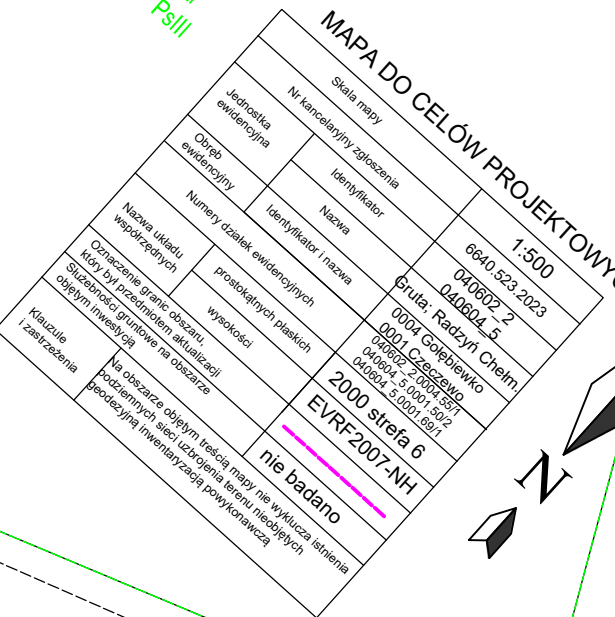 PsIII
MAPA DO CELÓW PROJEKTOWYC
Skala mapy
1:500
Nr kancelaryjny zgłoszenia
6640.523.2023
Jednostka
ewidencyjna
Identyfikator
040602_2
040604_5
Nazwa
Gruta, Radzyń Chełm.
Obręb
ewidencyjny
Identyfikator i nazwa
0004 Gołębiewko
0001 Czeczewo
Numery działek ewidencyjnych
040602_2.0004.55/1
040604_5.0001.50/2
040604_5.0001.69/1
Nazwa układu
współrzędnych
prostokątnych płaskich
2000 strefa 6
wysokości
EVRF2007-NH
Oznaczenie granic obszaru,
który był przedmiotem aktualizacji
Służebności gruntowe na obszarze
objętym inwestycją
nie badano
Klauzule
i zastrzeżenia
Na obszarze objętym treścią mapy nie wyklucza istnienia
podziemnych sieci uzbrojenia terenu nieobjętych
geodezyjną inwentaryzacją powykonawczą
N